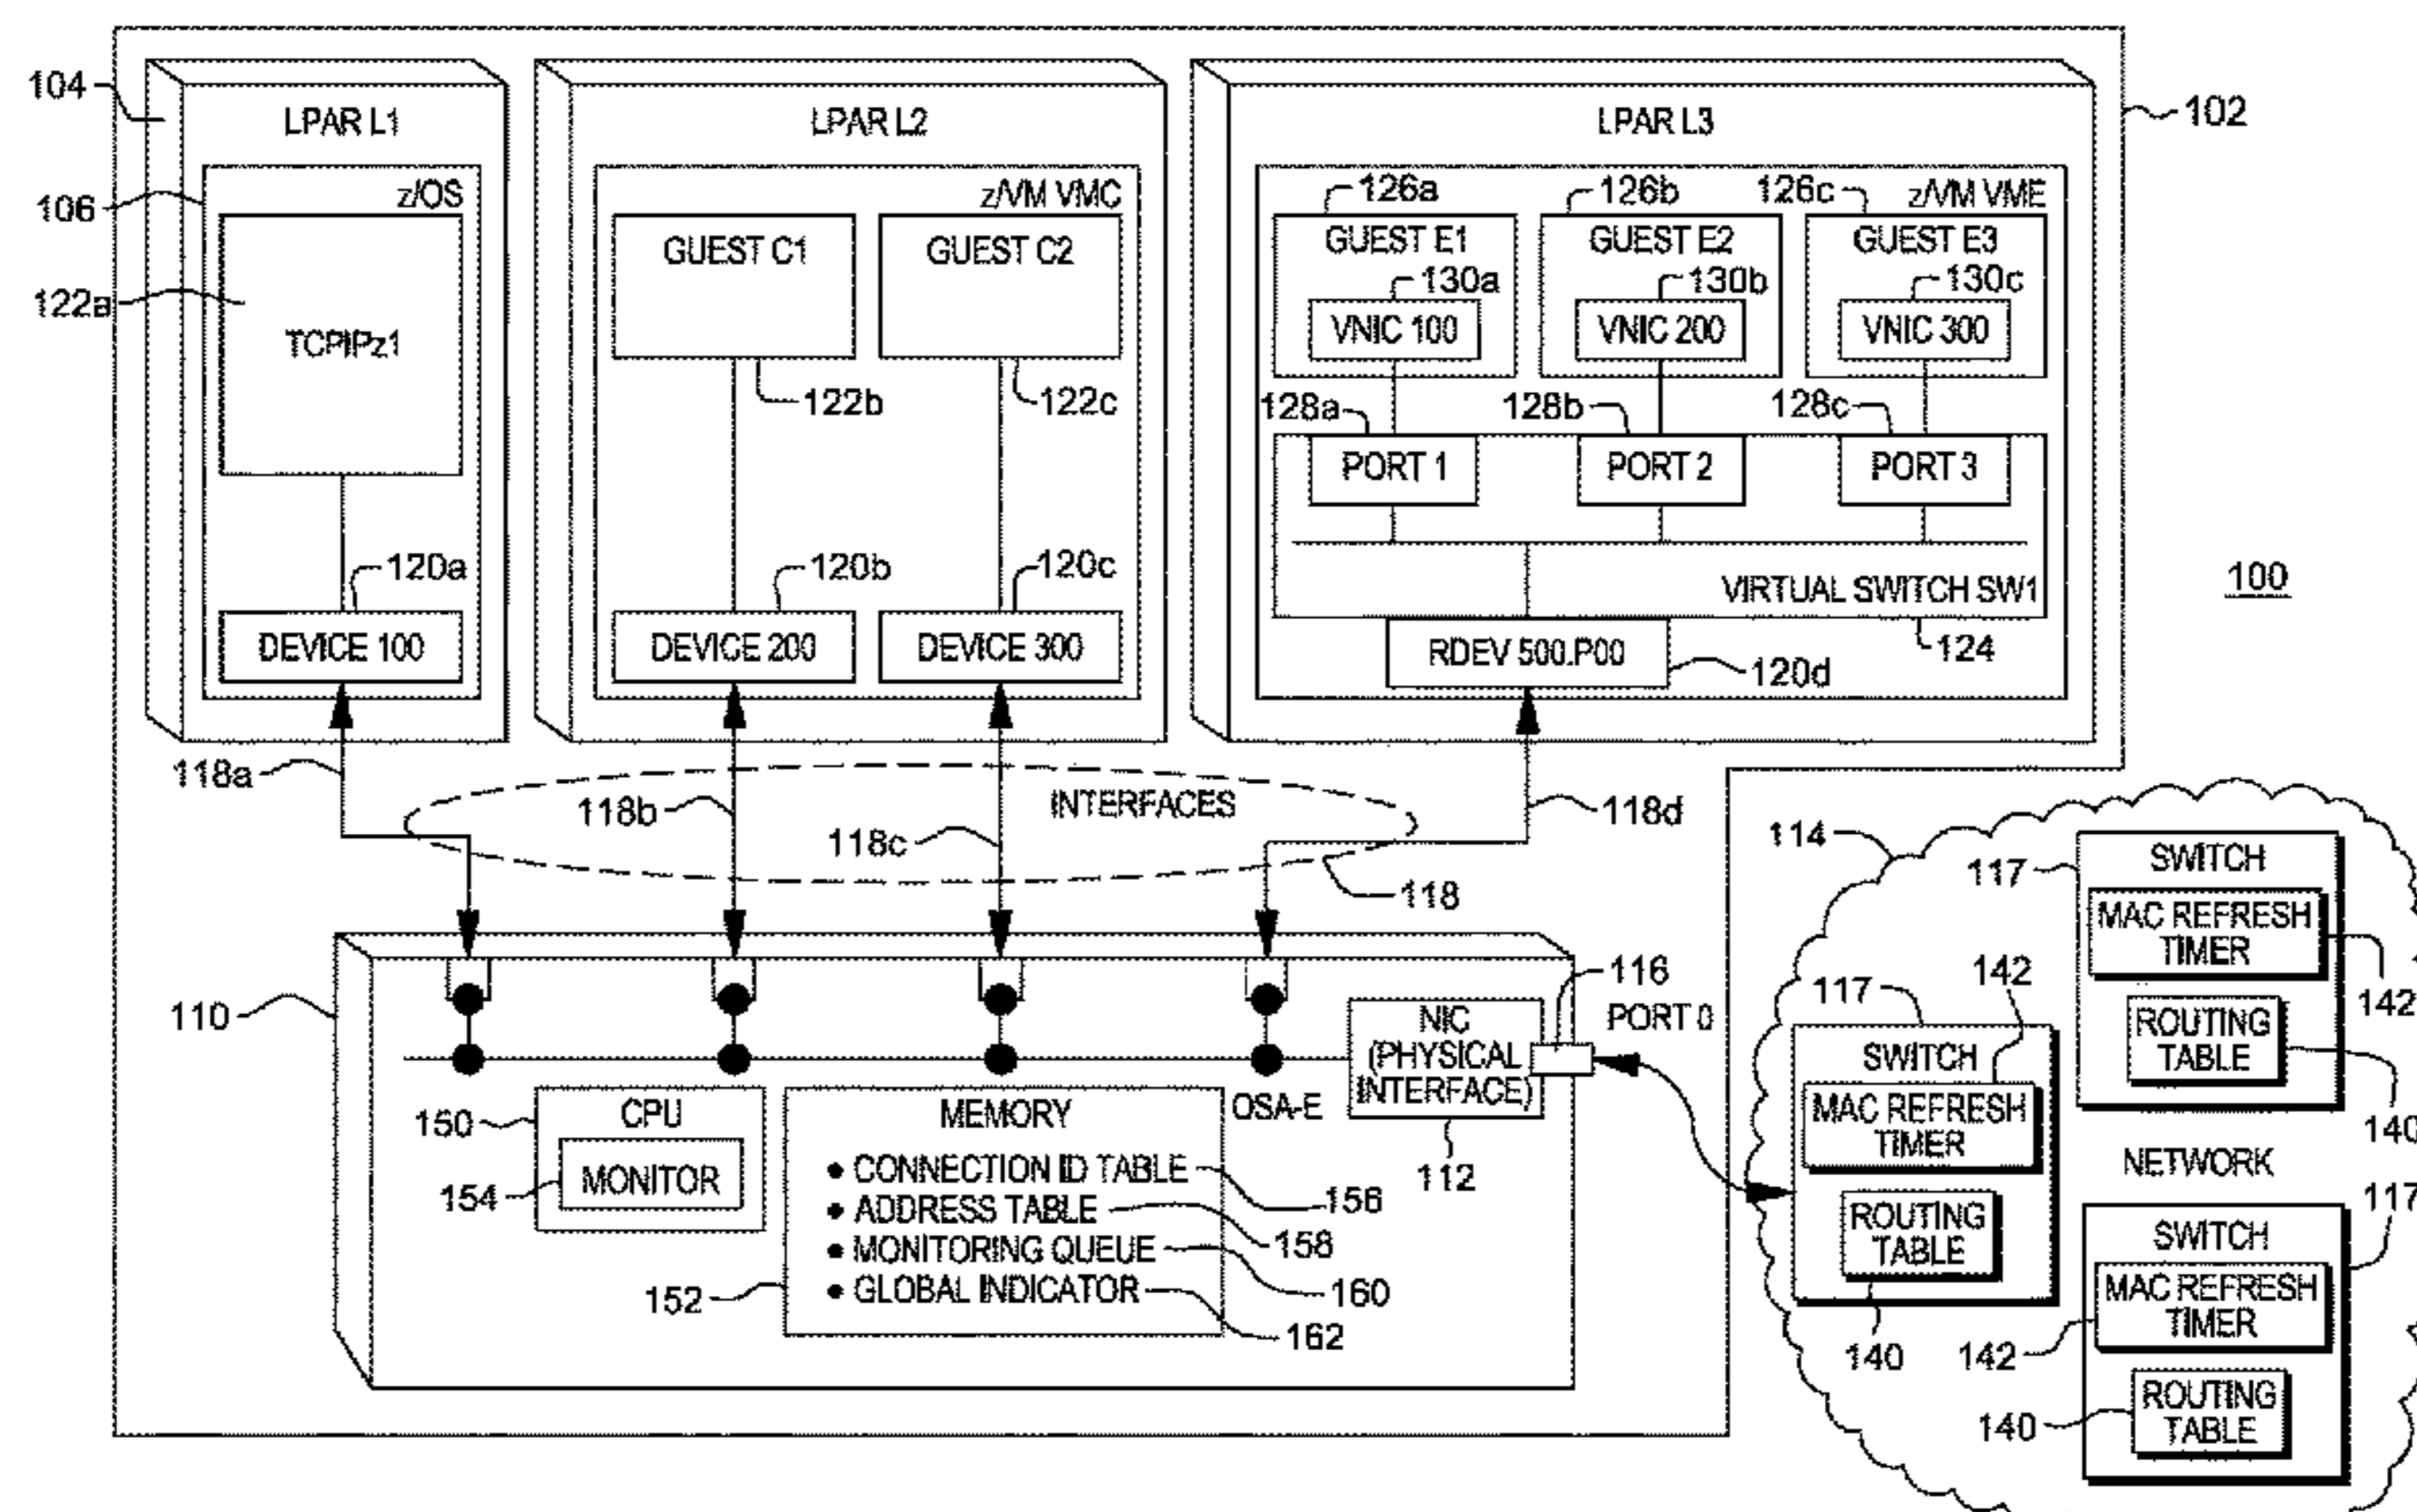 104
LPAR L1
LPAR L2
LPAR L3
102
106
z/OS
z/VM VMC
z/VM VME
126a
126b
126c
122a
TCPIPz1
GUEST C1
GUEST C2
GUEST E1
GUEST E2
GUEST E3
130a
130b
130c
VNIC 100
VNIC 200
VNIC 300
122b
122c
128a
128b
128c
PORT 1
PORT 2
PORT 3
120a
120b
120c
VIRTUAL SWITCH SW1
100
DEVICE 100
DEVICE 200
DEVICE 300
RDEV 500.P00
124
120d
118a
118b
INTERFACES
118c
118d
118
114
117
SWITCH
MAC REFRESH
TIMER
142
ROUTING
TABLE
140
110
116
PORT 0
NIC
(PHYSICAL
INTERFACE)
112
OSA-E
150
CPU
MONITOR
154
MEMORY
● CONNECTION ID TABLE
156
● ADDRESS TABLE
158
● MONITORING QUEUE
160
● GLOBAL INDICATOR
162
152
117
142
SWITCH
MAC REFRESH
TIMER
ROUTING
TABLE
140
NETWORK
117
SWITCH
MAC REFRESH
TIMER
142
ROUTING
TABLE
140